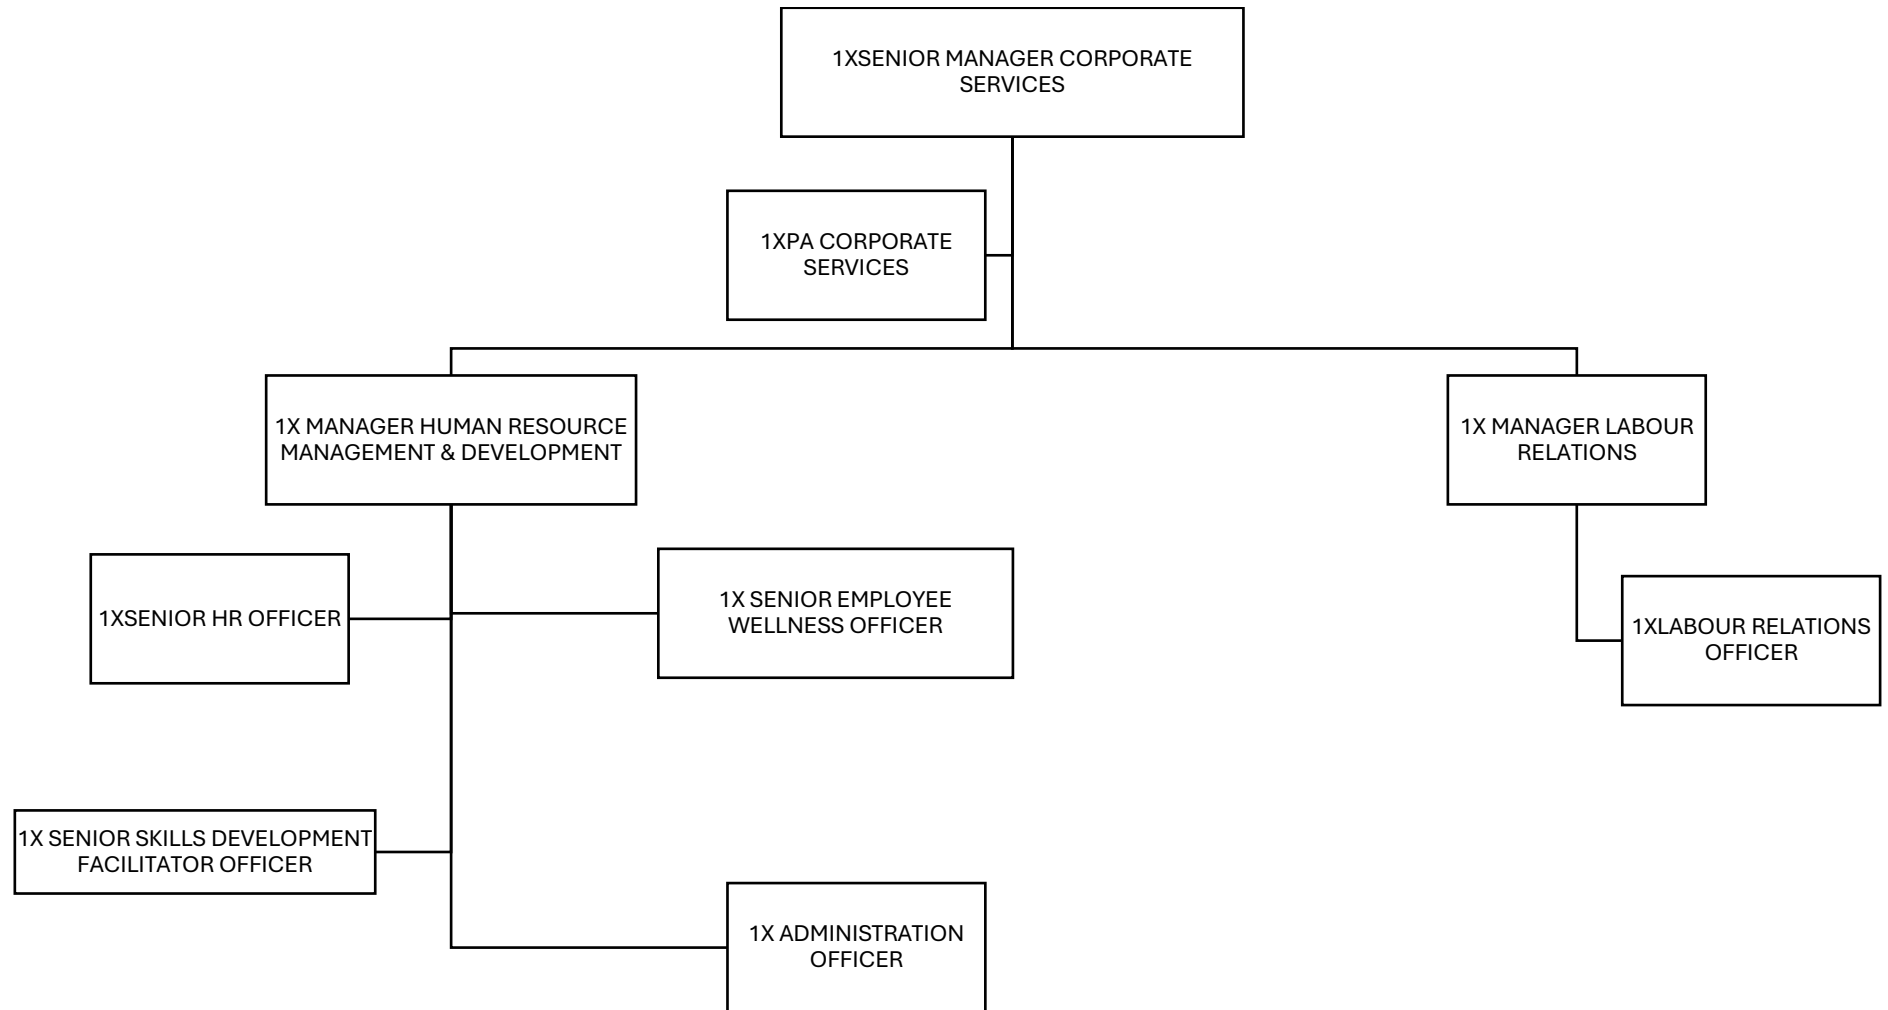 1XSENIOR MANAGER CORPORATE
SERVICES
1XPA CORPORATE
SERVICES
1X MANAGER HUMAN RESOURCE
MANAGEMENT & DEVELOPMENT
1X MANAGER LABOUR
RELATIONS
1XSENIOR HR OFFICER
1X SENIOR EMPLOYEE
WELLNESS OFFICER
1XLABOUR RELATIONS
OFFICER
1X SENIOR SKILLS DEVELOPMENT
FACILITATOR OFFICER
1X ADMINISTRATION
OFFICER